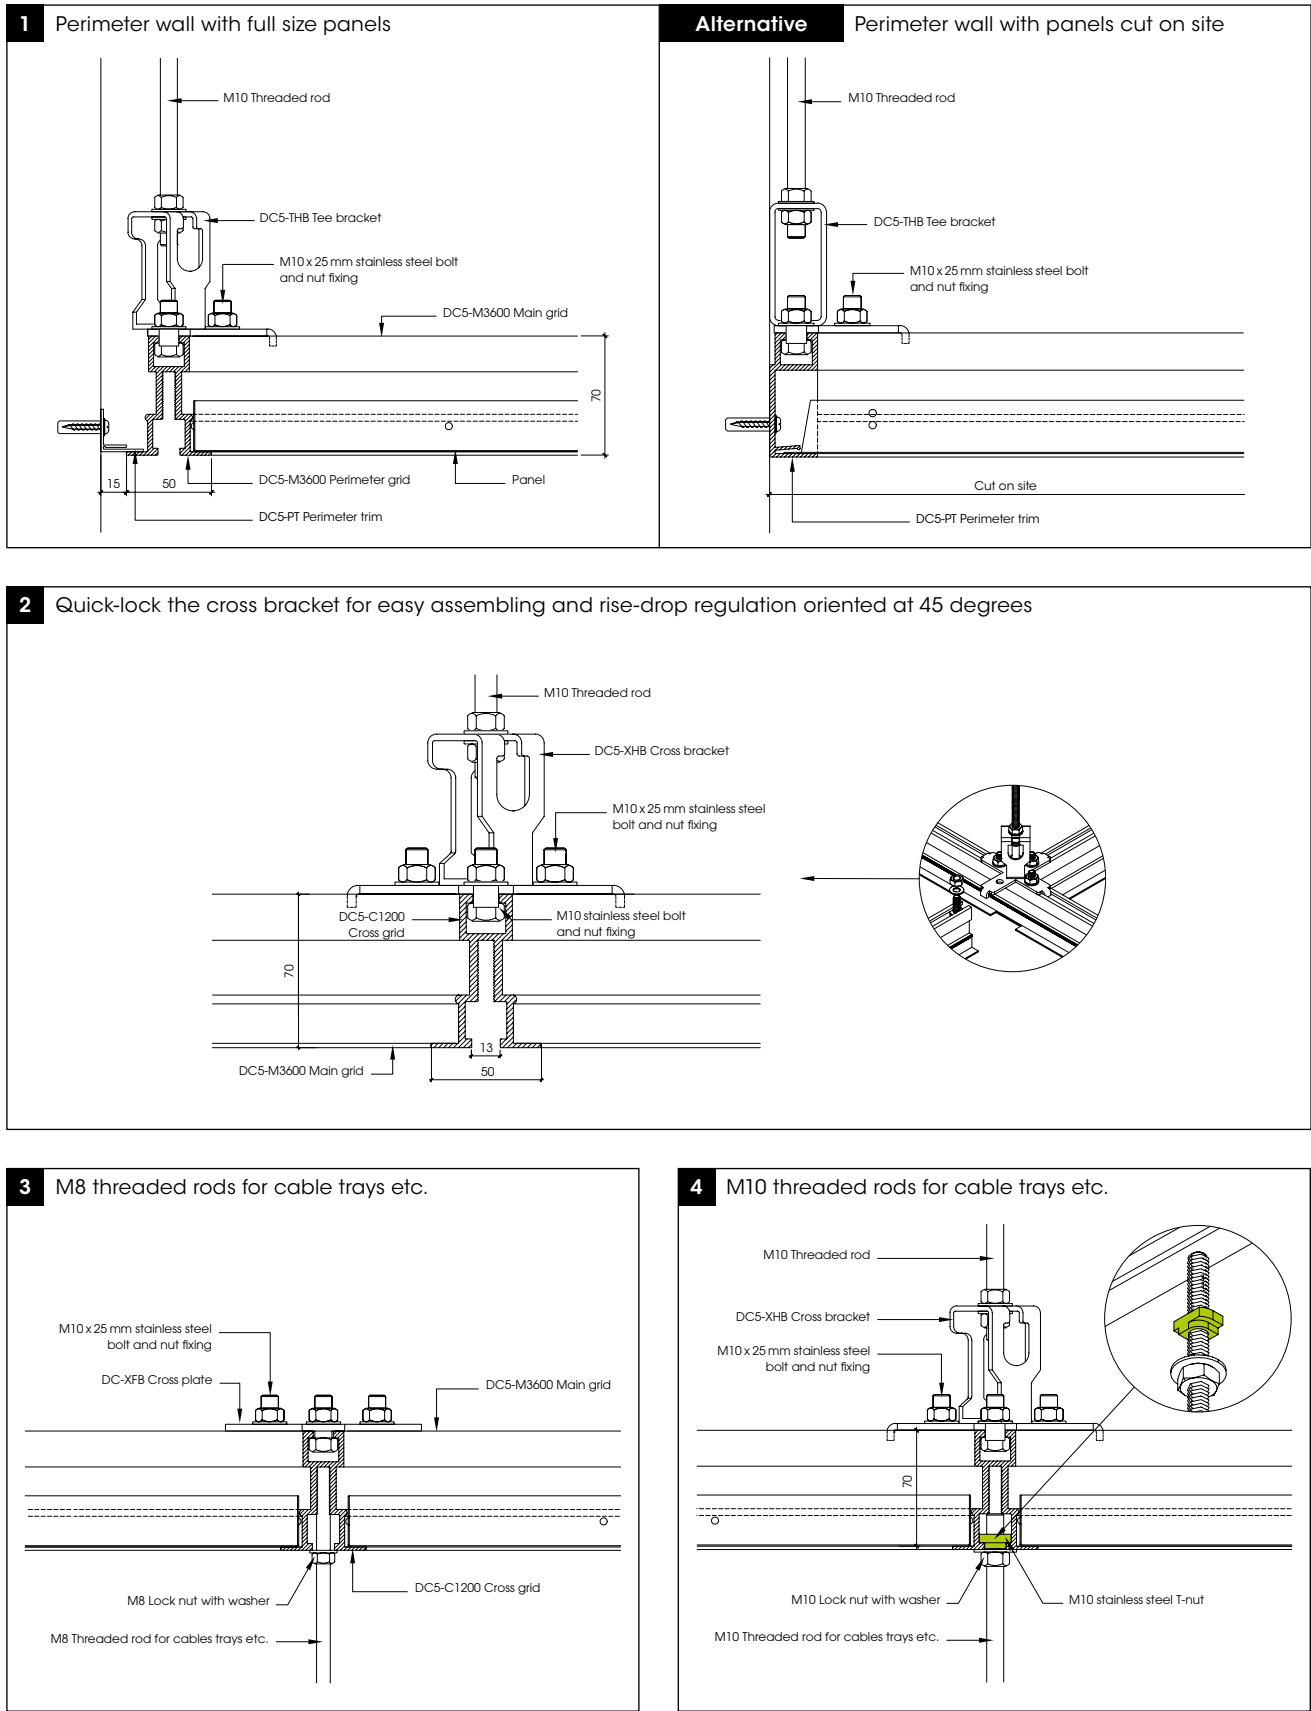 1 Perimeter wall with full size panels
M10 Threaded rod
DC5-THB Tee bracket
M10 x 25 mm stainless steel bolt
and nut fixing
DC5-M3600 Main grid
70
15
50
DC5-M3600 Perimeter grid
Panel
DC5-PT Perimeter trim
Alternative Perimeter wall with panels cut on site
M10 Threaded rod
DC5-THB Tee bracket
M10 x 25 mm stainless steel bolt
and nut fixing
Cut on site
DC5-PT Perimeter trim
2 Quick-lock the cross bracket for easy assembling and rise-drop regulation oriented at 45 degrees
M10 Threaded rod
DC5-XHB Cross bracket
M10 x 25 mm stainless steel
bolt and nut fixing
DC5-C1200
Cross grid
M10 stainless steel bolt
and nut fixing
70
13
50
DC5-M3600 Main grid
3 M8 threaded rods for cable trays etc.
M10 x 25 mm stainless steel
bolt and nut fixing
DC-XFB Cross plate
DC5-M3600 Main grid
DC5-C1200 Cross grid
M8 Lock nut with washer
M8 Threaded rod for cables trays etc.
4 M10 threaded rods for cable trays etc.
M10 Threaded rod
DC5-XHB Cross bracket
M10 x 25 mm stainless steel
bolt and nut fixing
70
M10 Lock nut with washer
M10 stainless steel T-nut
M10 Threaded rod for cables trays etc.